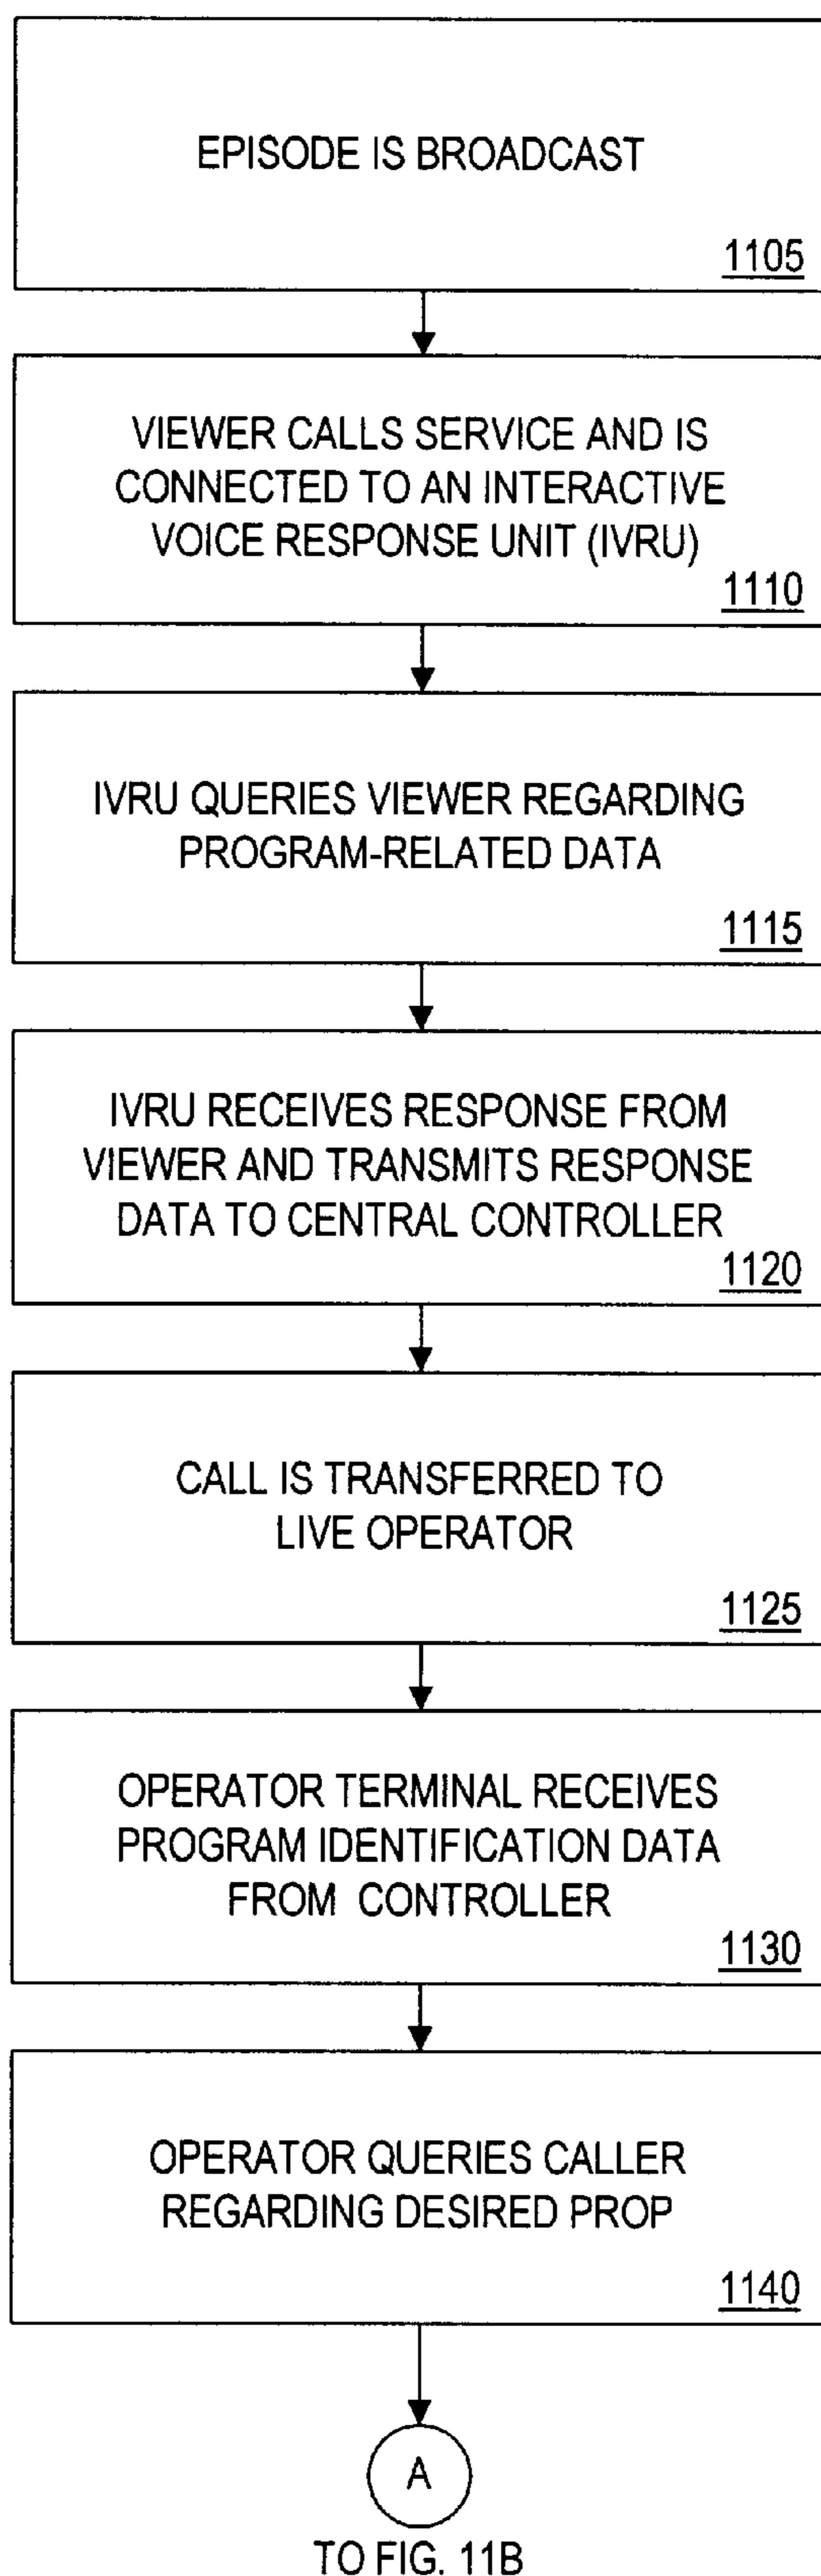 EPISODE IS BROADCAST
1105
VIEWER CALLS SERVICE AND IS
CONNECTED TO AN INTERACTIVE
VOICE RESPONSE UNIT (IVRU)
1110
IVRU QUERIES VIEWER REGARDING
PROGRAM-RELATED DATA
1115
IVRU RECEIVES RESPONSE FROM
VIEWER AND TRANSMITS RESPONSE
DATA TO CENTRAL CONTROLLER
1120
CALL IS TRANSFERRED TO
LIVE OPERATOR
1125
OPERATOR TERMINAL RECEIVES
PROGRAM IDENTIFICATION DATA
FROM CONTROLLER
1130
OPERATOR QUERIES CALLER
REGARDING DESIRED PROP
1140
A
TO FIG. 11B